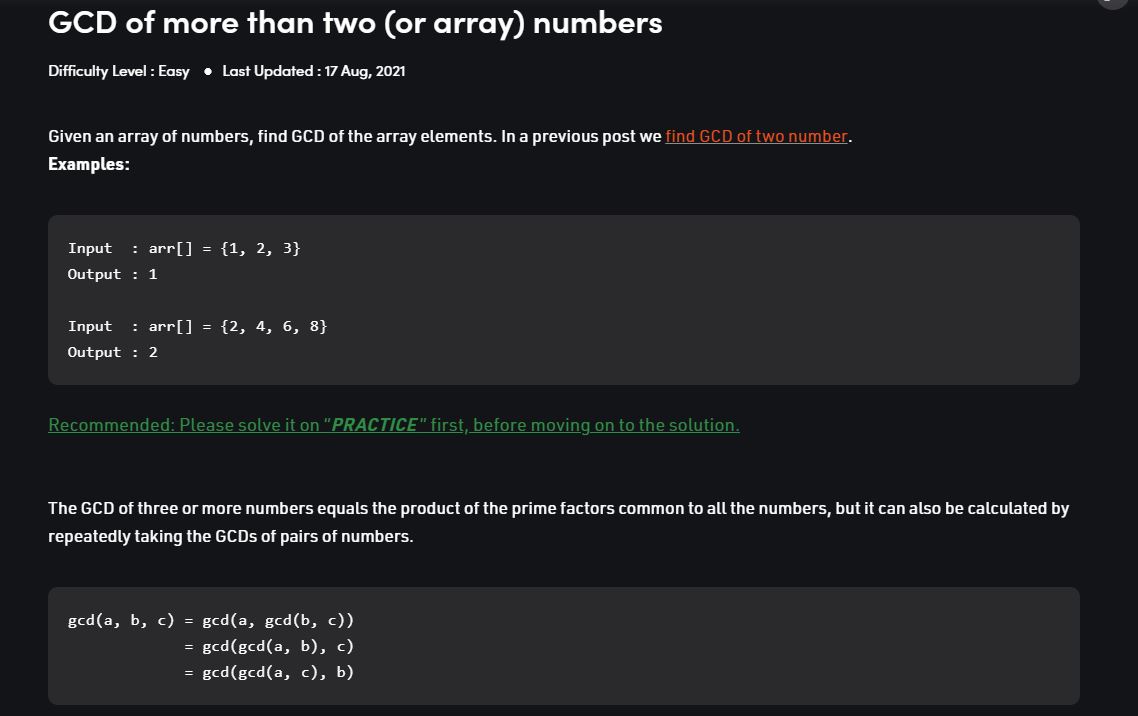 GCD of more than two (or array) numbers
Difficulty Level : Easy ● Last Updated : 17 Aug, 2021
Given an array of numbers, find GCD of the array elements. In a previous post we find GCD of two number.
Examples:
Input  : arr[] = {1, 2, 3}
Output : 1
Input  : arr[] = {2, 4, 6, 8}
Output : 2
Recommended: Please solve it on "PRACTICE" first, before moving on to the solution.
The GCD of three or more numbers equals the product of the prime factors common to all the numbers, but it can also be calculated by
repeatedly taking the GCDs of pairs of numbers.
gcd(a, b, c) = gcd(a, gcd(b, c))
= gcd(gcd(a, b), c)
= gcd(gcd(a, c), b)